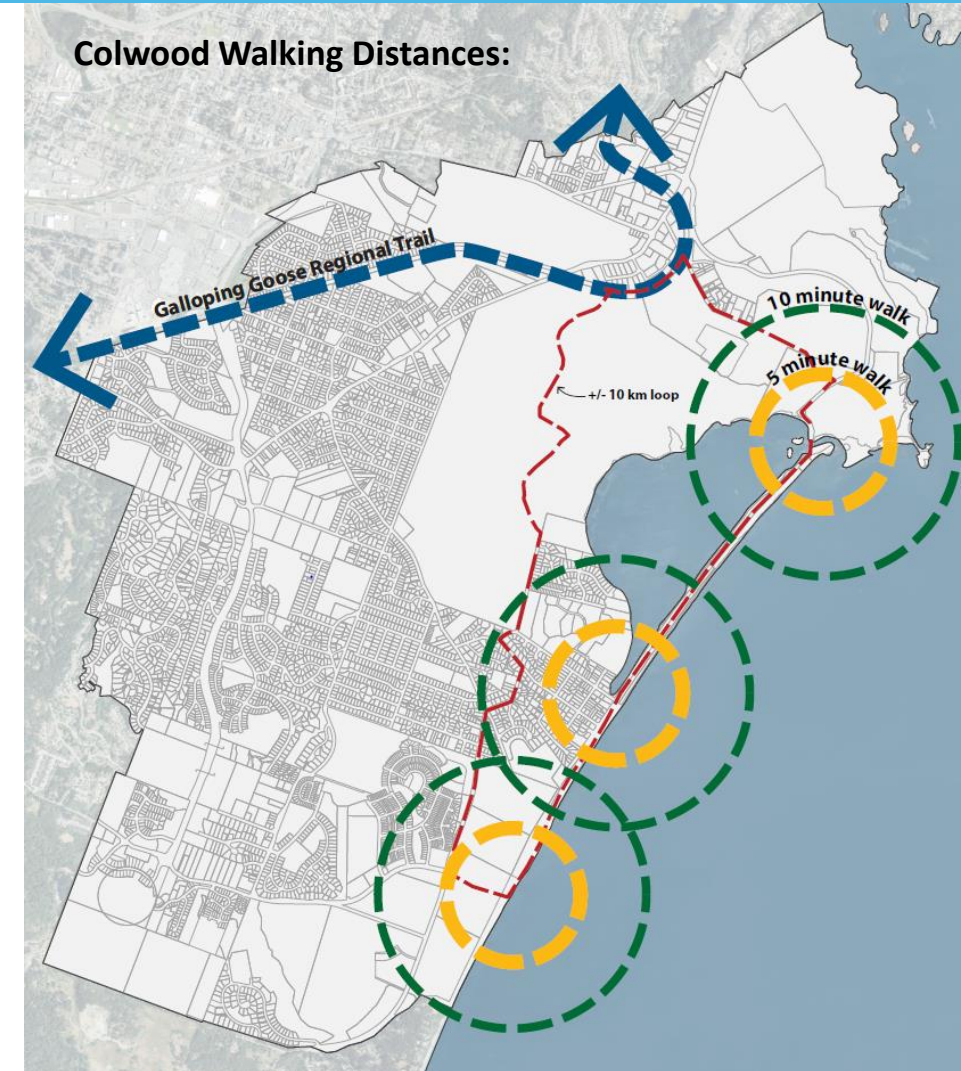 Colwood Walking Distances:
Galloping Goose Regional Trail
10 minute walk
5 minute walk
+/- 10 km loop